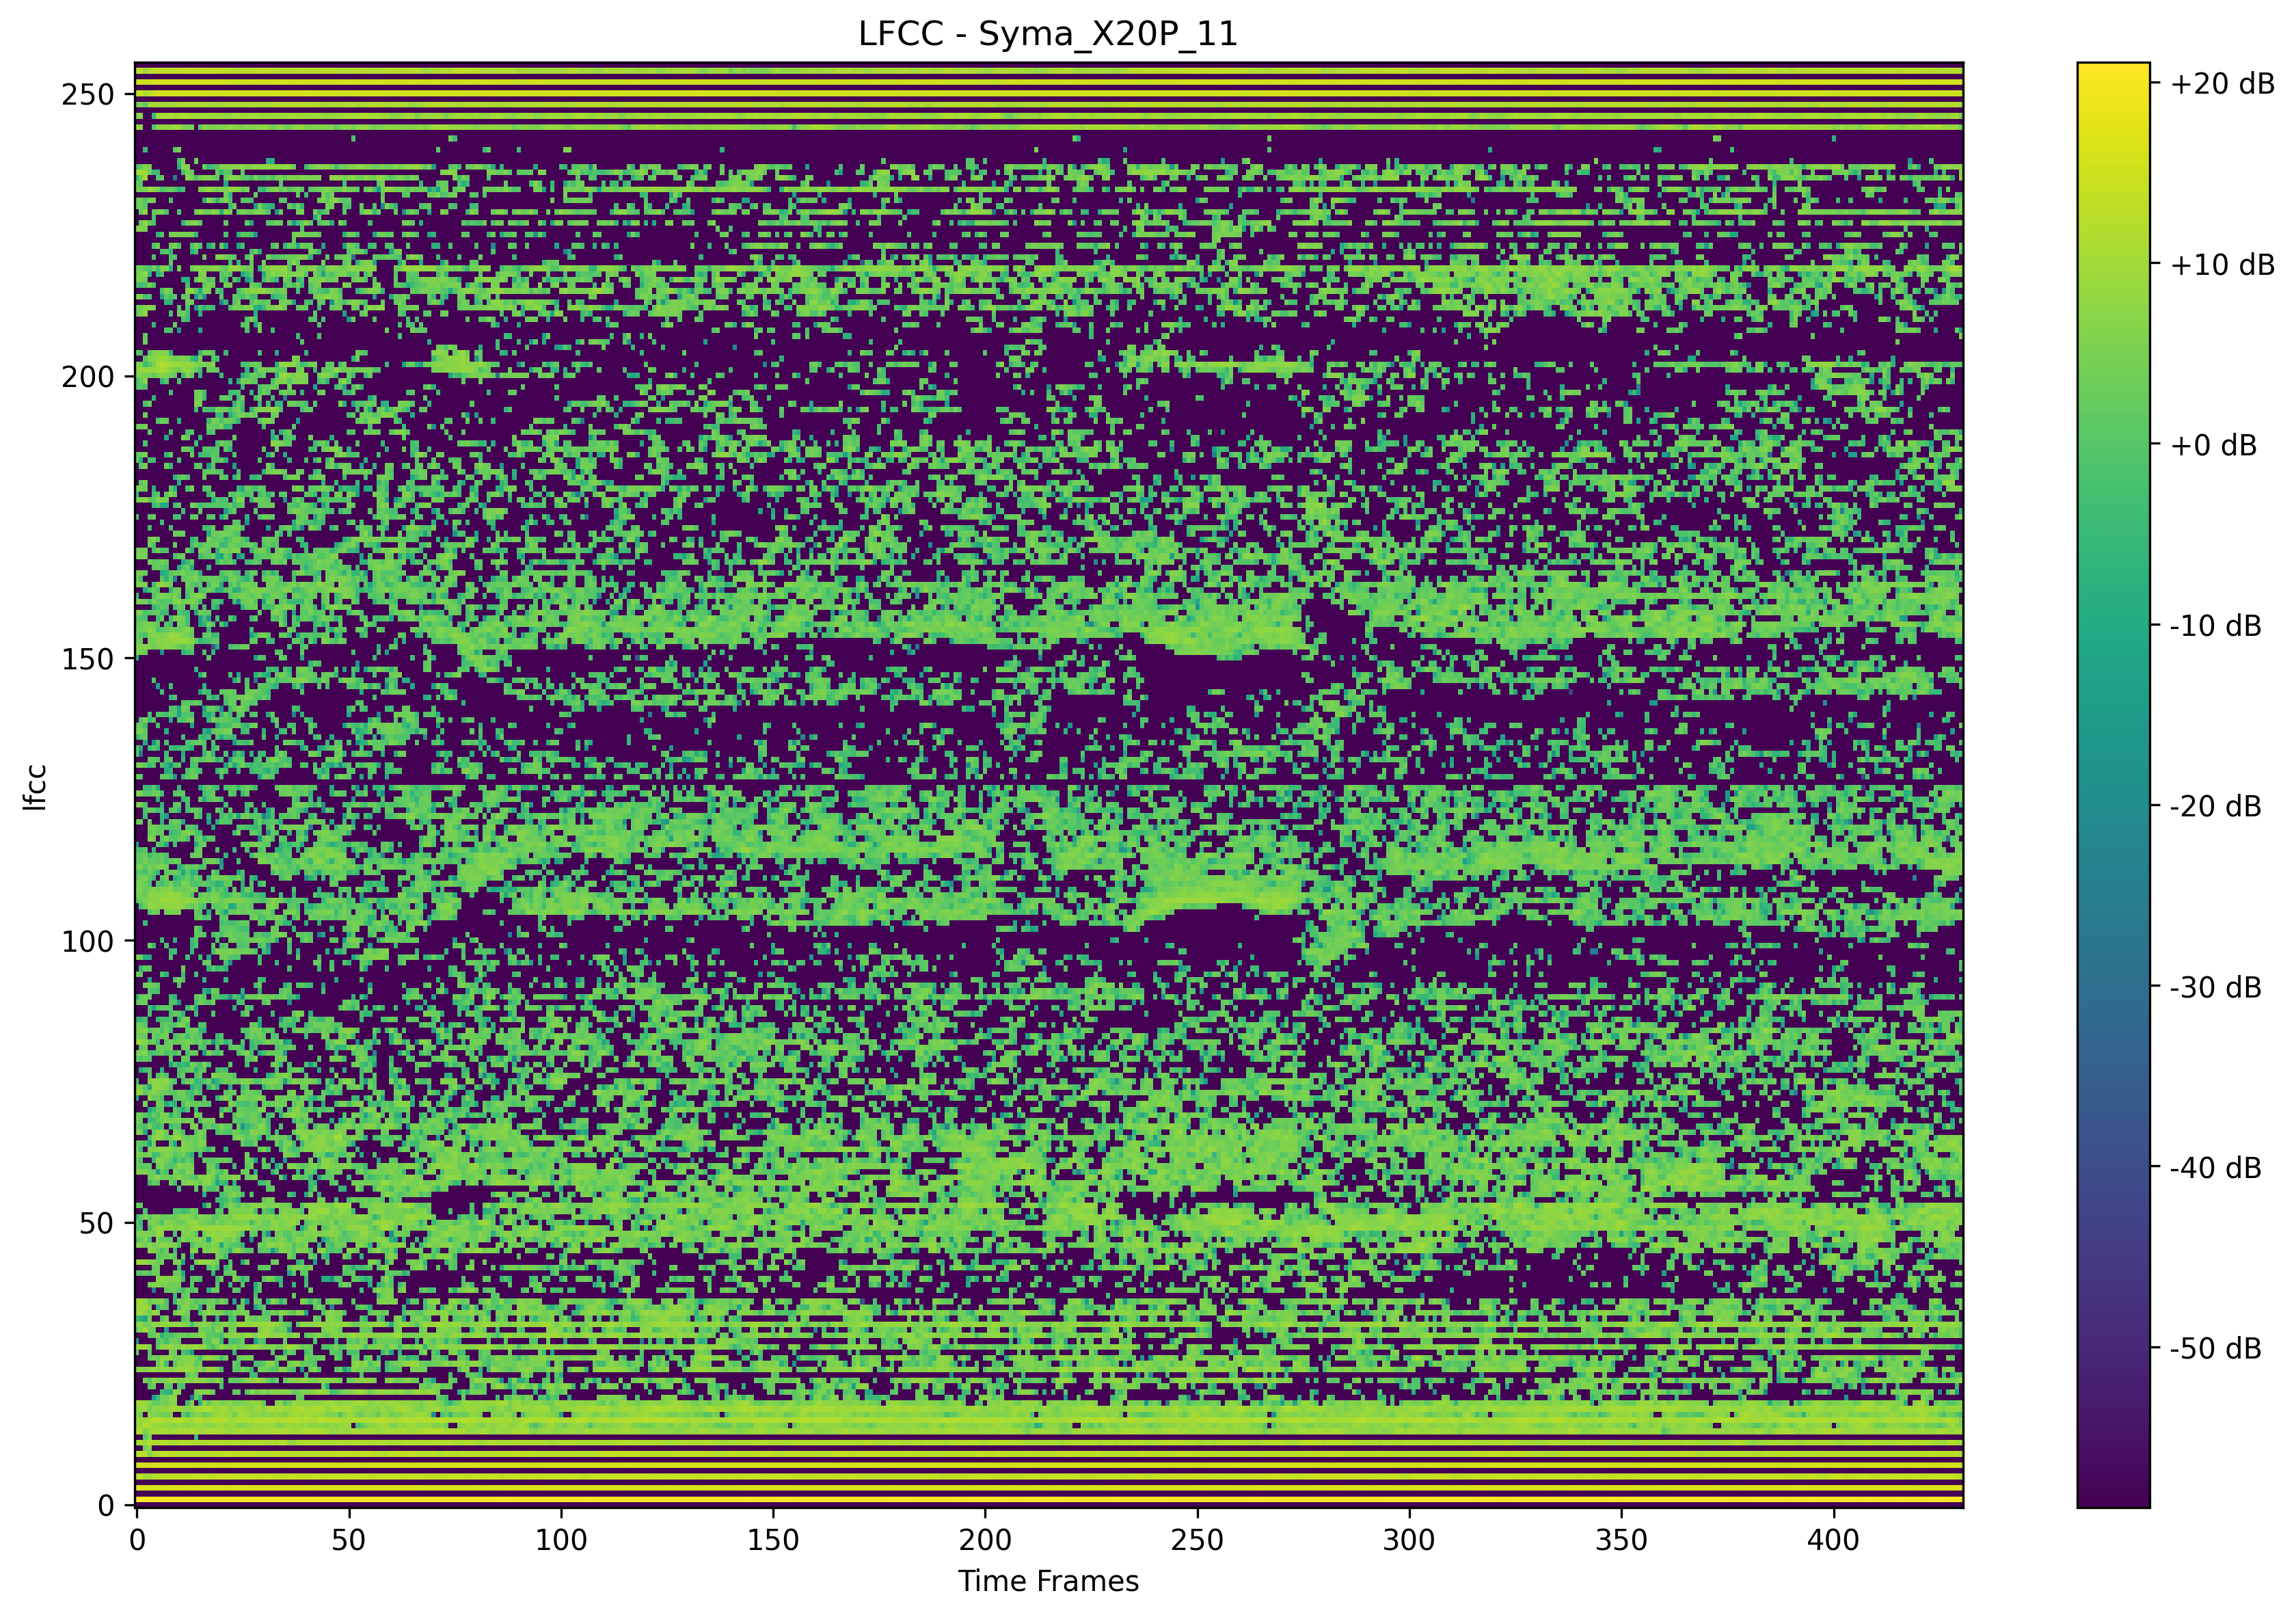 LFCC - Syma_X20P_11
250
200
150
100
50
0
lfcc
0 50 100 150 200 250 300 350 400
Time Frames
+20 dB
+10 dB
+0 dB
-10 dB
-20 dB
-30 dB
-40 dB
-50 dB